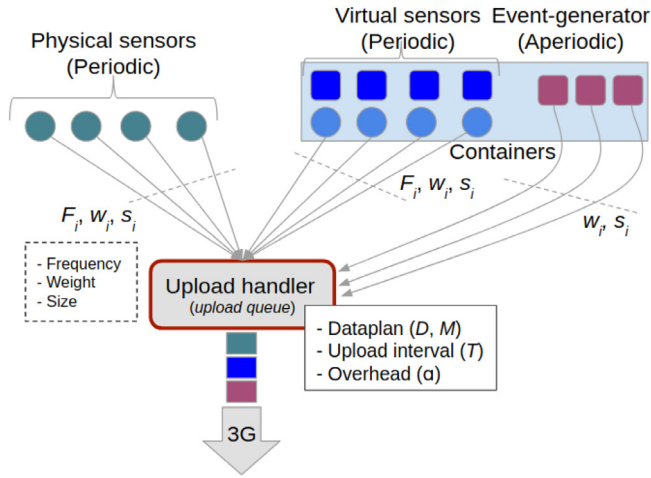 Physical sensors
(Periodic)
Virtual sensors
(Periodic)
Event-generator
(Aperiodic)
Containers
Fi, wi, si
Fi, wi, si
wi, si
- Frequency
- Weight
- Size
Upload handler
(upload queue)
- Dataplan (D, M)
- Upload interval (T)
- Overhead (α)
3G